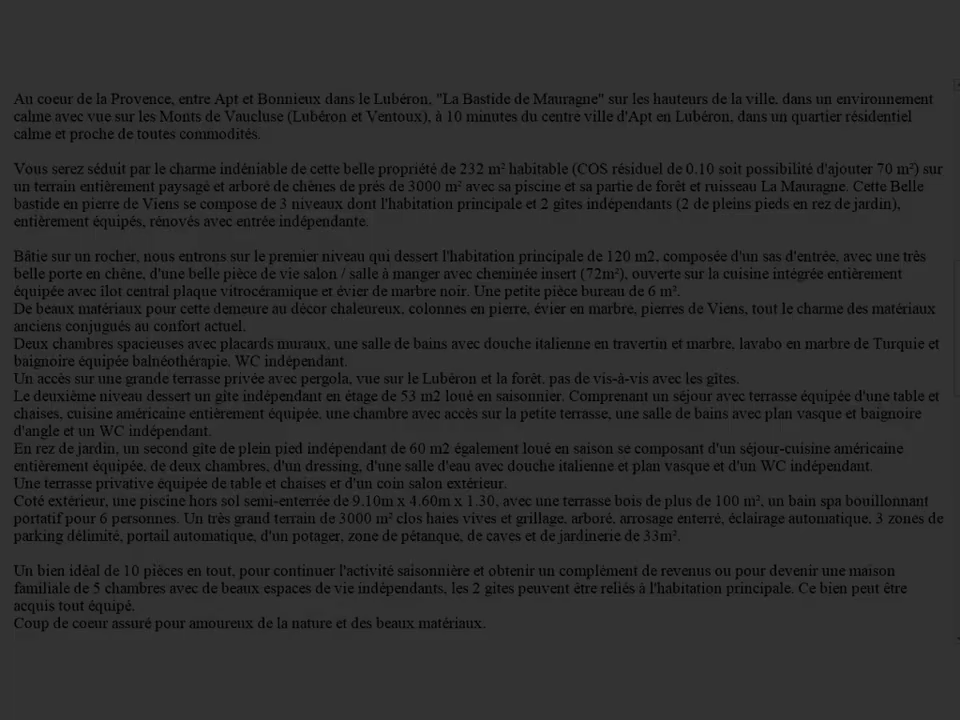 Au coeur de la Provence, entre Apt et Bonnieux dans le Lubéron, "La Bastide de Mauragne" sur les hauteurs de la ville, dans un environnement
calme avec vue sur les Monts de Vaucluse (Lubéron et Ventoux), à 10 minutes du centre ville d'Apt en Lubéron, dans un quartier résidentiel
calme et proche de toutes commodités.
Vous serez séduit par le charme indéniable de cette belle propriété de 232 m² habitable (COS résiduel de 0.10 soit possibilité d'ajouter 70 m²) sur
un terrain entièrement paysagé et arboré de chênes de prés de 3000 m² avec sa piscine et sa partie de forêt et ruisseau La Mauragne. Cette Belle
bastide en pierre de Viens se compose de 3 niveaux dont l'habitation principale et 2 gîtes indépendants (2 de pleins pieds en rez de jardin),
entièrement équipés, rénovés avec entrée indépendante.
Bâtie sur un rocher, nous entrons sur le premier niveau qui dessert l'habitation principale de 120 m2, composée d'un sas d'entrée, avec une très
belle porte en chêne, d'une belle pièce de vie salon / salle à manger avec cheminée insert (72m²), ouverte sur la cuisine intégrée entièrement
équipée avec îlot central plaque vitrocéramique et évier de marbre noir. Une petite pièce bureau de 6 m².
De beaux matériaux pour cette demeure au décor chaleureux, colonnes en pierre, évier en marbre, pierres de Viens, tout le charme des matériaux
anciens conjugués au confort actuel.
Deux chambres spacieuses avec placards muraux, une salle de bains avec douche italienne en travertin et marbre, lavabo en marbre de Turquie et
baignoire équipée balnéothérapie, WC indépendant.
Un accès sur une grande terrasse privée avec pergola, vue sur le Lubéron et la forêt, pas de vis-à-vis avec les gîtes.
Le deuxième niveau dessert un gîte indépendant en étage de 53 m2 loué en saisonnier. Comprenant un séjour avec terrasse équipée d'une table et
chaises, cuisine américaine entièrement équipée, une chambre avec accès sur la petite terrasse, une salle de bains avec plan vasque et baignoire
d'angle et un WC indépendant.
En rez de jardin, un second gîte de plein pied indépendant de 60 m2 également loué en saison se composant d'un séjour-cuisine américaine
entièrement équipée, de deux chambres, d'un dressing, d'une salle d'eau avec douche italienne et plan vasque et d'un WC indépendant.
Une terrasse privative équipée de table et chaises et d'un coin salon extérieur.
Coté extérieur, une piscine hors sol semi-enterrée de 9.10m x 4.60m x 1.30, avec une terrasse bois de plus de 100 m², un bain spa bouillonnant
portatif pour 6 personnes. Un très grand terrain de 3000 m² clos haies vives et grillage, arboré, arrosage enterré, éclairage automatique, 3 zones de
parking délimité, portail automatique, d'un potager, zone de pétanque, de caves et de jardinerie de 33m².
Un bien idéal de 10 pièces en tout, pour continuer l'activité saisonnière et obtenir un complément de revenus ou pour devenir une maison
familiale de 5 chambres avec de beaux espaces de vie indépendants, les 2 gites peuvent être reliés à l'habitation principale. Ce bien peut être
acquis tout équipé.
Coup de coeur assuré pour amoureux de la nature et des beaux matériaux.